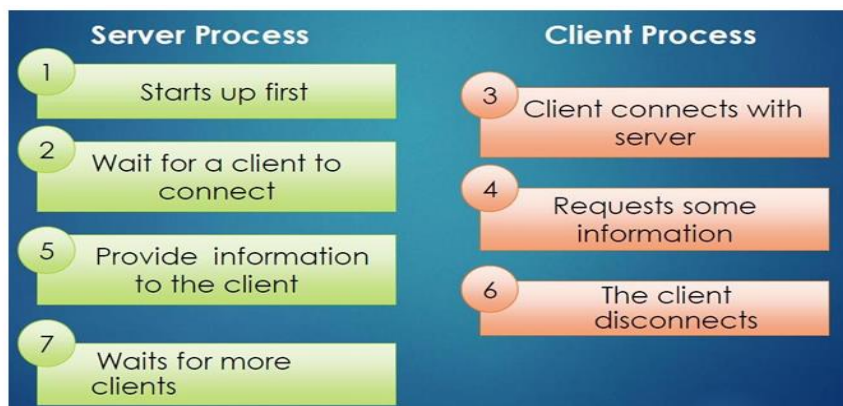 Server Process
1
Starts up first
2
Wait for a client to
connect
5
Provide information
to the client
7
Waits for more
clients
Client Process
3
Client connects with
server
4
Requests some
information
6
The client
disconnects